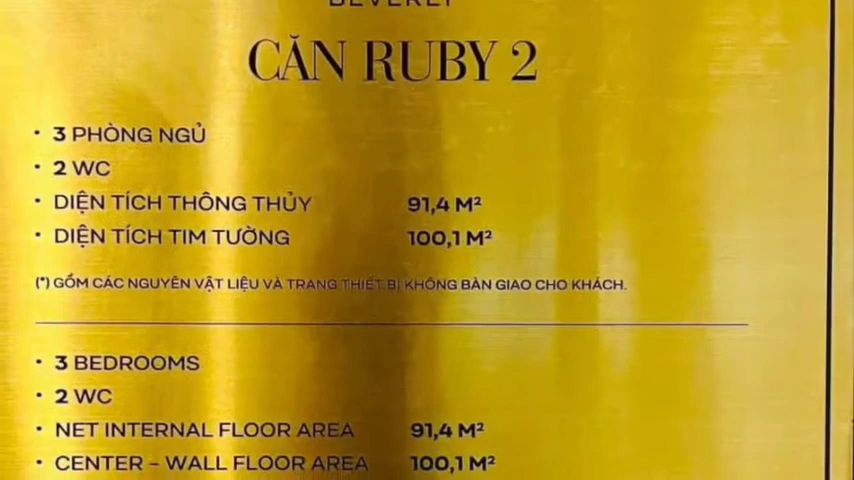 BEVERLY
CĂN RUBY 2
• 3 PHÒNG NGỦ
• 2 WC
• DIỆN TÍCH THÔNG THỦY 91,4 M²
• DIỆN TÍCH TIM TƯỜNG 100,1 M²
(*) GỒM CÁC NGUYÊN VẬT LIỆU VÀ TRANG THIẾT BỊ KHÔNG BÀN GIAO CHO KHÁCH.
• 3 BEDROOMS
• 2 WC
• NET INTERNAL FLOOR AREA 91,4 M²
• CENTER – WALL FLOOR AREA 100,1 M²